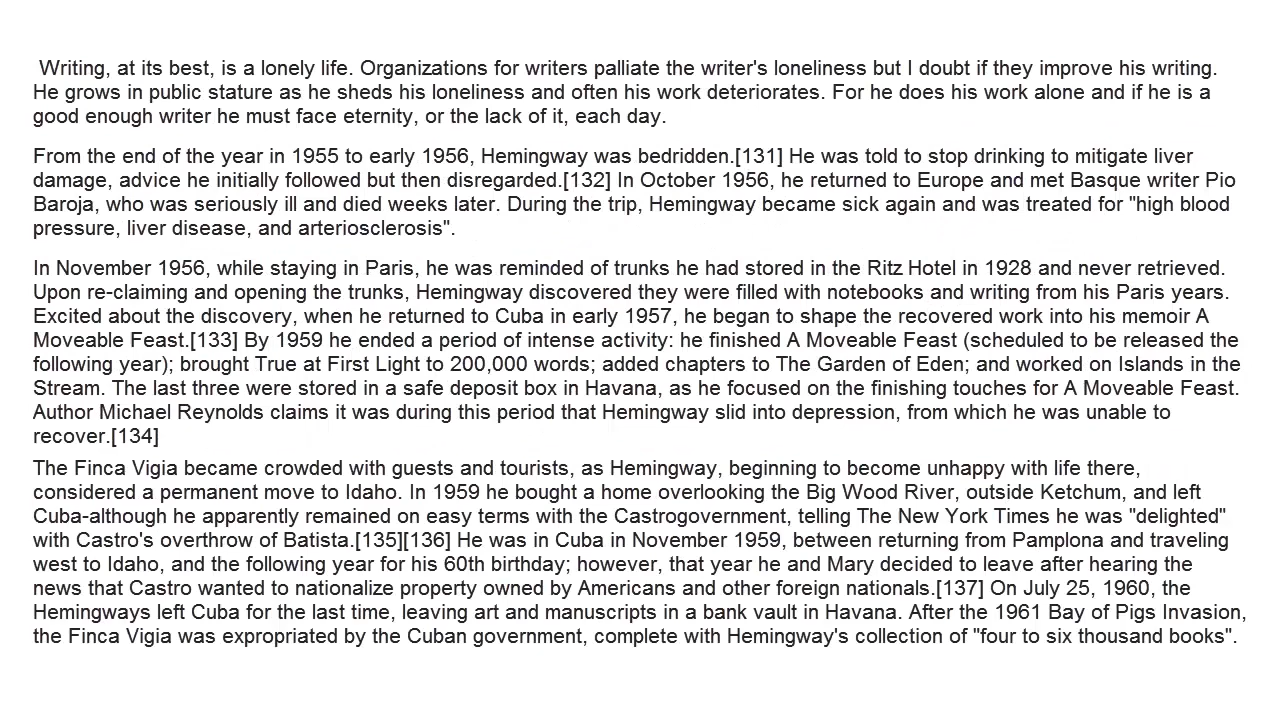 Writing, at its best, is a lonely life. Organizations for writers palliate the writer's loneliness but I doubt if they improve his writing.
He grows in public stature as he sheds his loneliness and often his work deteriorates. For he does his work alone and if he is a
good enough writer he must face eternity, or the lack of it, each day.
From the end of the year in 1955 to early 1956, Hemingway was bedridden.[131] He was told to stop drinking to mitigate liver
damage, advice he initially followed but then disregarded.[132] In October 1956, he returned to Europe and met Basque writer Pio
Baroja, who was seriously ill and died weeks later. During the trip, Hemingway became sick again and was treated for "high blood
pressure, liver disease, and arteriosclerosis".
In November 1956, while staying in Paris, he was reminded of trunks he had stored in the Ritz Hotel in 1928 and never retrieved.
Upon re-claiming and opening the trunks, Hemingway discovered they were filled with notebooks and writing from his Paris years.
Excited about the discovery, when he returned to Cuba in early 1957, he began to shape the recovered work into his memoir A
Moveable Feast.[133] By 1959 he ended a period of intense activity: he finished A Moveable Feast (scheduled to be released the
following year); brought True at First Light to 200,000 words; added chapters to The Garden of Eden; and worked on Islands in the
Stream. The last three were stored in a safe deposit box in Havana, as he focused on the finishing touches for A Moveable Feast.
Author Michael Reynolds claims it was during this period that Hemingway slid into depression, from which he was unable to
recover.[134]
The Finca Vigia became crowded with guests and tourists, as Hemingway, beginning to become unhappy with life there,
considered a permanent move to Idaho. In 1959 he bought a home overlooking the Big Wood River, outside Ketchum, and left
Cuba-although he apparently remained on easy terms with the Castrogovernment, telling The New York Times he was "delighted"
with Castro's overthrow of Batista.[135][136] He was in Cuba in November 1959, between returning from Pamplona and traveling
west to Idaho, and the following year for his 60th birthday; however, that year he and Mary decided to leave after hearing the
news that Castro wanted to nationalize property owned by Americans and other foreign nationals.[137] On July 25, 1960, the
Hemingways left Cuba for the last time, leaving art and manuscripts in a bank vault in Havana. After the 1961 Bay of Pigs Invasion,
the Finca Vigia was expropriated by the Cuban government, complete with Hemingway's collection of "four to six thousand books".